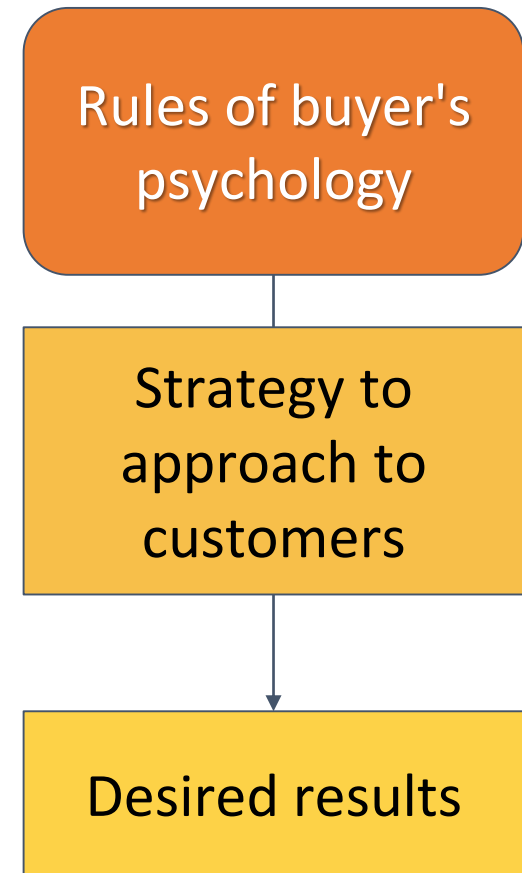 Rules of buyer's
psychology
Strategy to
approach to
customers
Desired results